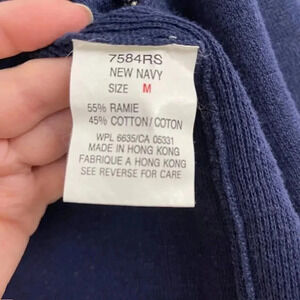 7584RS
NEW NAVY
SIZE M
55% RAMIE
45% COTTON/COTON
WPL 6635/CA 05331
MADE IN HONG KONG
FABRIQUE A HONG KONG
SEE REVERSE FOR CARE